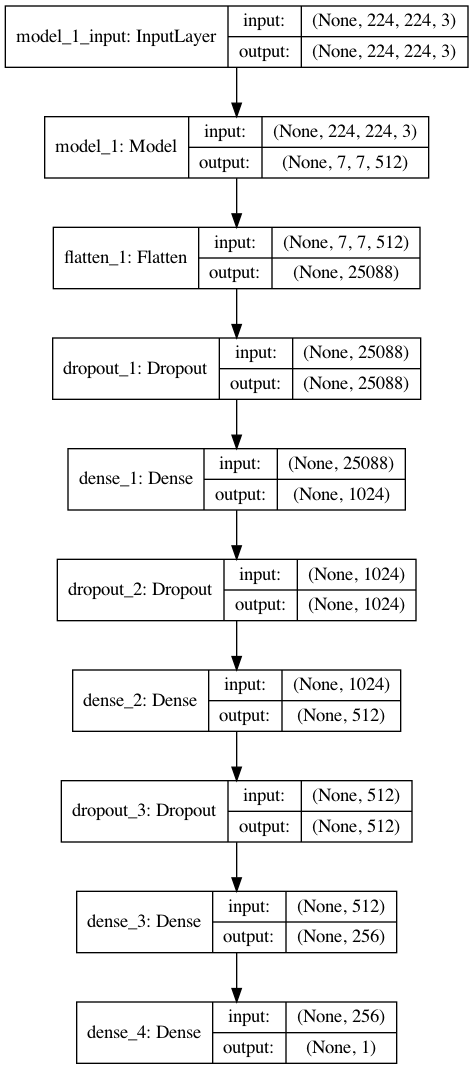 model_1_input: InputLayer
input: (None, 224, 224, 3)
output: (None, 224, 224, 3)
model_1: Model
input: (None, 224, 224, 3)
output: (None, 7, 7, 512)
flatten_1: Flatten
input: (None, 7, 7, 512)
output: (None, 25088)
dropout_1: Dropout
input: (None, 25088)
output: (None, 25088)
dense_1: Dense
input: (None, 25088)
output: (None, 1024)
dropout_2: Dropout
input: (None, 1024)
output: (None, 1024)
dense_2: Dense
input: (None, 1024)
output: (None, 512)
dropout_3: Dropout
input: (None, 512)
output: (None, 512)
dense_3: Dense
input: (None, 512)
output: (None, 256)
dense_4: Dense
input: (None, 256)
output: (None, 1)